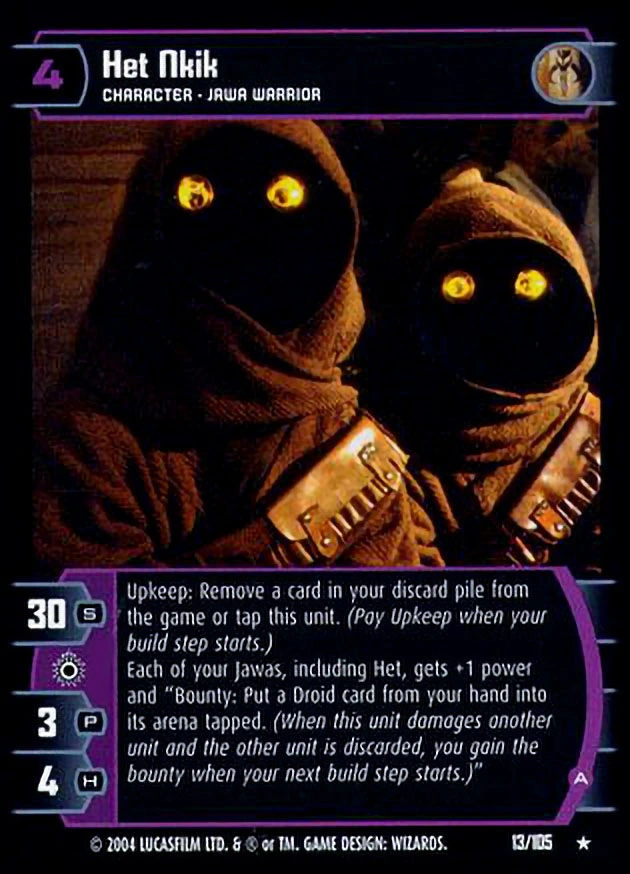 4
Het Nkik
CHARACTER - JAWA WARRIOR
Upkeep: Remove a card in your discard pile from
the game or tap this unit. (Pay Upkeep when your
build step starts.)
Each of your Jawas, including Het, gets +1 power
and “Bounty: Put a Droid card from your hand into
its arena tapped. (When this unit damages another
unit and the other unit is discarded, you gain the
bounty when your next build step starts.)”
30 S
3 P
4 H
A
© 2004 LUCASFILM LTD. & ® or TM. GAME DESIGN: WIZARDS. 13/105 ★